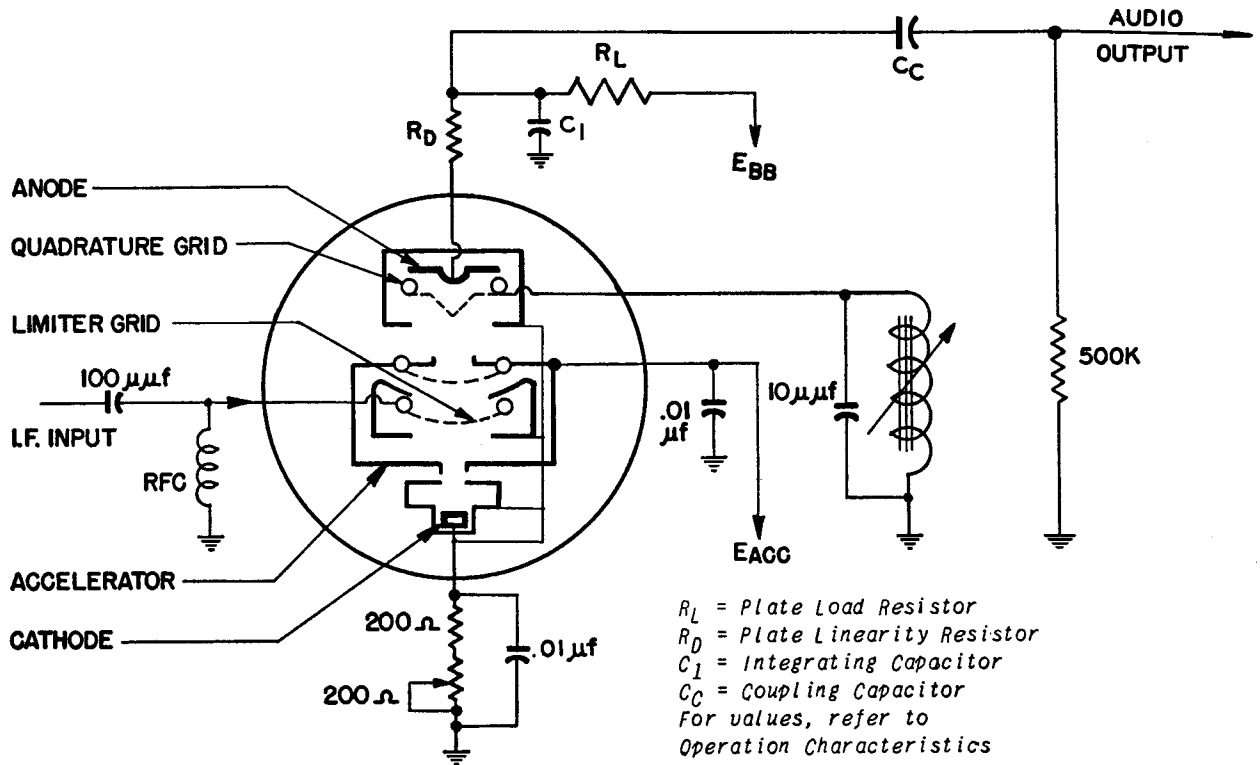 AUDIO
OUTPUT
C_C
R_L
R_D
C_1
E_BB
ANODE
QUADRATURE GRID
LIMITER GRID
100 μμf
I.F. INPUT
RFC
.01
μf
10 μμf
500K
E_ACC
ACCELERATOR
CATHODE
200 Ω
.01 μf
200 Ω
R_L = Plate Load Resistor
R_D = Plate Linearity Resistor
C_1 = Integrating Capacitor
C_C = Coupling Capacitor
For values, refer to
Operation Characteristics